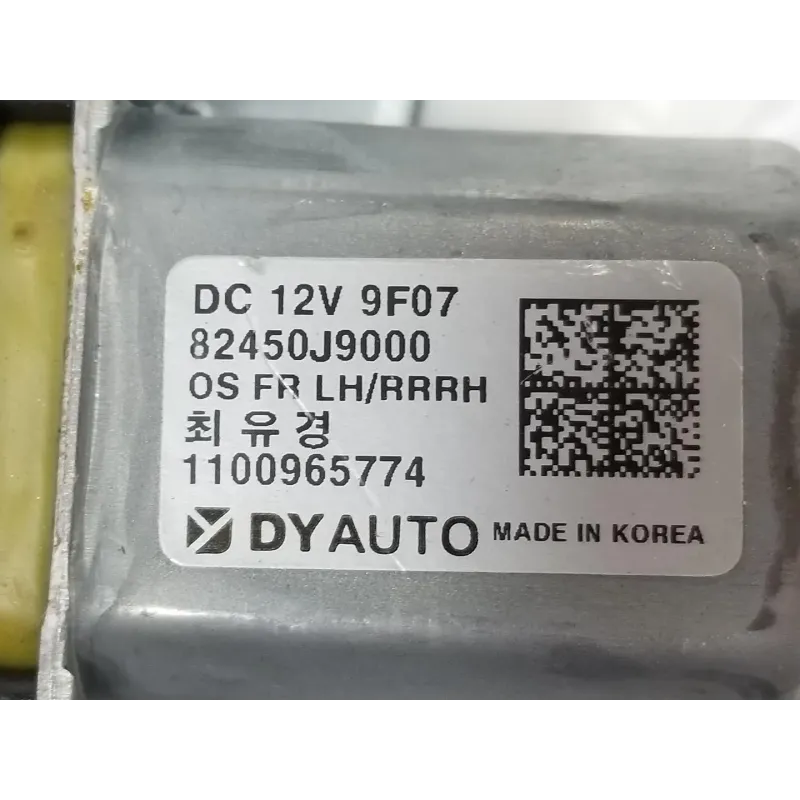 DC 12V 9F07
82450J9000
OS FR LH/RRRH
최유경
1100965774
DYAUTO MADE IN KOREA